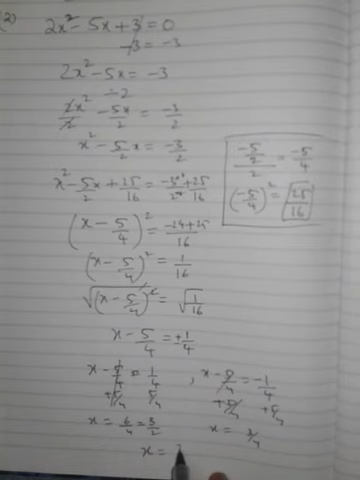 (2) 2x² - 5x + 3 = 0
-3 = -3
2x² - 5x = -3
÷2
2x²/2 - 5x/2 = -3/2
x² - 5/2 x = -3/2
-5/2 / 2 = -5/4
(-5/4)² = 25/16
x² - 5/2 x + 25/16 = -3/2 + 25/16
(x - 5/4)² = -24+25/16
(x - 5/4)² = 1/16
√(x - 5/4)² = √1/16
x - 5/4 = ±1/4
x - 5/4 = 1/4 , x - 5/4 = -1/4
+5/4 5/4 +5/4 +5/4
x = 6/4 = 3/2 x =
x =